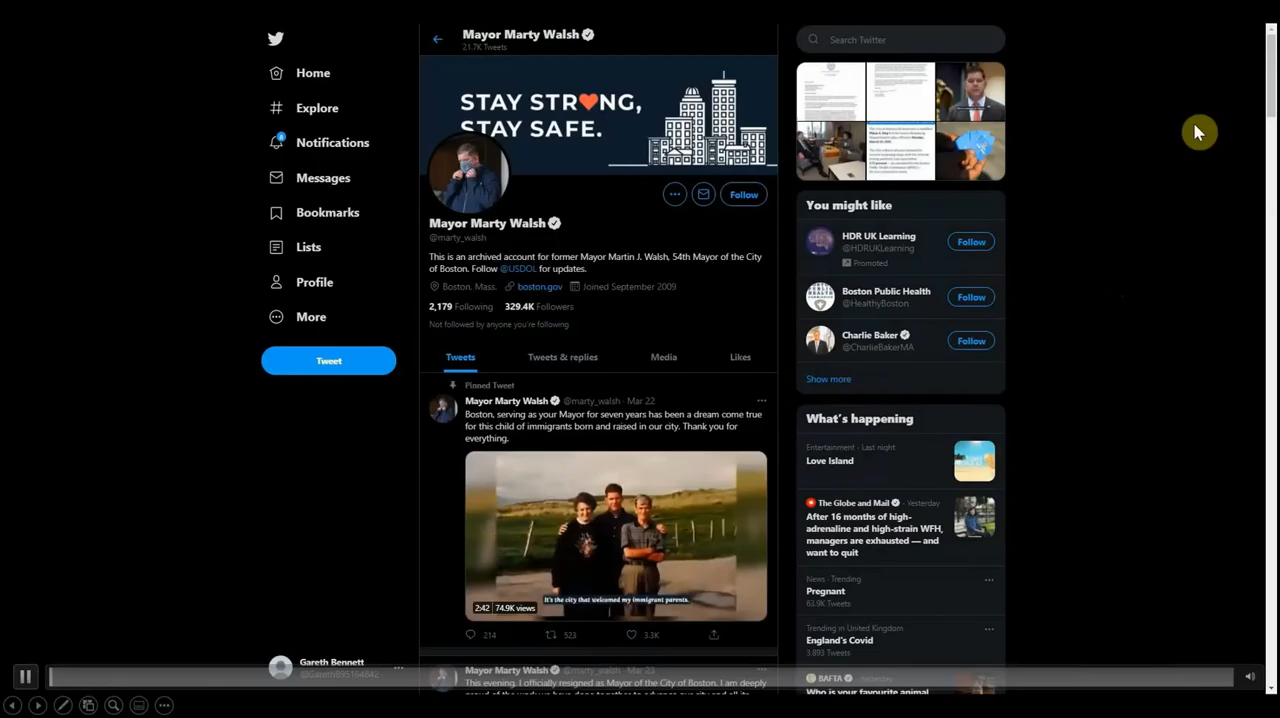 Home
Explore
8
Notifications
Messages
Bookmarks
Lists
Profile
More
Tweet
Gareth Bennett
Mayor Marty Walsh
21.7K Tweets
STAY STRONG,
STAY SAFE.
Follow
Mayor Marty Walsh
@marty_walsh
This is an archived account for former Mayor Martin J. Walsh, 54th Mayor of the City
of Boston. Follow @USDOL for updates.
Boston, Mass. boston.gov Joined September 2009
2,179 Following 329.4K Followers
Not followed by anyone you're following
Tweets Tweets & replies Media Likes
Pinned Tweet
Mayor Marty Walsh @marty_walsh · Mar 22
Boston, serving as your Mayor for seven years has been a dream come true
for this child of immigrants born and raised in our city. Thank you for
everything.
It's the city that welcomed my immigrant parents.
2:42 74.9K views
214 523 3.3K
Mayor Marty Walsh @marty_walsh · Mar 23
This evening, I officially resigned as Mayor of the City of Boston. I am deeply
Search Twitter
You might like
HDR UK Learning
@HDRUKLearning
Promoted
Follow
Boston Public Health
@HealthyBoston
Follow
Charlie Baker
@CharlieBakerMA
Follow
Show more
What's happening
Entertainment · Last night
Love Island
The Globe and Mail · Yesterday
After 16 months of high-
adrenaline and high-strain WFH,
managers are exhausted — and
want to quit
News · Trending
Pregnant
63.9K Tweets
Trending in United Kingdom
England's Covid
3,893 Tweets
BAFTA · Yesterday
Who is your favourite animal